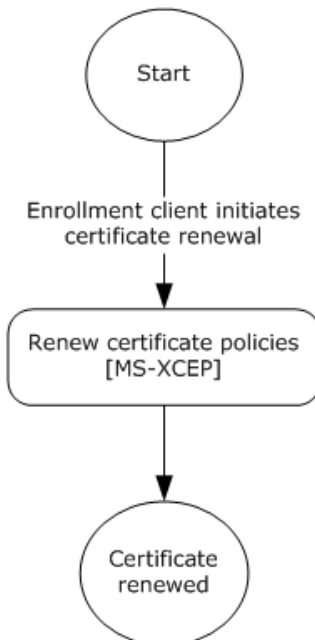 Start
Enrollment client initiates
certificate renewal
Renew certificate policies
[MS-XCEP]
Certificate
renewed